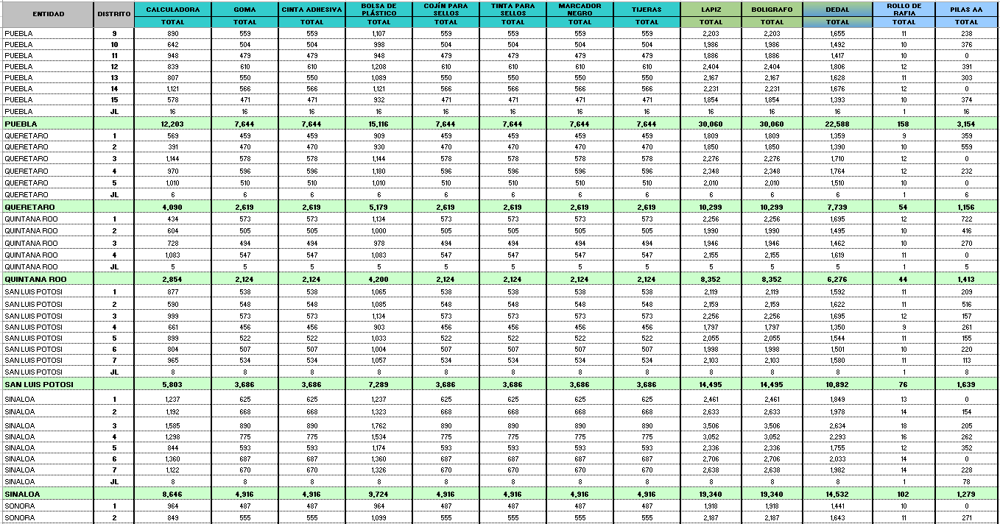 ENTIDAD DISTRITO CALCULADORA GOMA CINTA ADHESIVA BOLSA DE PLÁSTICO COJÍN PARA SELLOS TINTA PARA SELLOS MARCADOR NEGRO TIJERAS LAPIZ BOLIGRAFO DEDAL ROLLO DE RAFIA PILAS AA
TOTAL TOTAL TOTAL TOTAL TOTAL TOTAL TOTAL TOTAL TOTAL TOTAL TOTAL TOTAL TOTAL
PUEBLA 9 890 559 559 1,107 559 559 559 559 2,203 2,203 1,655 11 238
PUEBLA 10 642 504 504 998 504 504 504 504 1,986 1,986 1,492 10 376
PUEBLA 11 948 479 479 948 479 479 479 479 1,886 1,886 1,417 10 0
PUEBLA 12 839 610 610 1,208 610 610 610 610 2,404 2,404 1,806 12 391
PUEBLA 13 807 550 550 1,089 550 550 550 550 2,167 2,167 1,628 11 303
PUEBLA 14 1,121 566 566 1,121 566 566 566 566 2,231 2,231 1,676 12 0
PUEBLA 15 578 471 471 932 471 471 471 471 1,854 1,854 1,393 10 374
PUEBLA JL 16 16 16 16 16 16 16 16 16 16 16 1 16
PUEBLA 12,203 7,644 7,644 15,116 7,644 7,644 7,644 7,644 30,060 30,060 22,588 158 3,154
QUERETARO 1 569 459 459 909 459 459 459 459 1,809 1,809 1,359 9 359
QUERETARO 2 391 470 470 930 470 470 470 470 1,850 1,850 1,390 10 559
QUERETARO 3 1,144 578 578 1,144 578 578 578 578 2,276 2,276 1,710 12 0
QUERETARO 4 970 596 596 1,180 596 596 596 596 2,348 2,348 1,764 12 232
QUERETARO 5 1,010 510 510 1,010 510 510 510 510 2,010 2,010 1,510 10 0
QUERETARO JL 6 6 6 6 6 6 6 6 6 6 6 1 6
QUERETARO 4,090 2,619 2,619 5,179 2,619 2,619 2,619 2,619 10,299 10,299 7,739 54 1,156
QUINTANA ROO 1 434 573 573 1,134 573 573 573 573 2,256 2,256 1,695 12 722
QUINTANA ROO 2 604 505 505 1,000 505 505 505 505 1,990 1,990 1,495 10 416
QUINTANA ROO 3 728 494 494 978 494 494 494 494 1,946 1,946 1,462 10 270
QUINTANA ROO 4 1,083 547 547 1,083 547 547 547 547 2,155 2,155 1,619 11 0
QUINTANA ROO JL 5 5 5 5 5 5 5 5 5 5 5 1 5
QUINTANA ROO 2,854 2,124 2,124 4,200 2,124 2,124 2,124 2,124 8,352 8,352 6,276 44 1,413
SAN LUIS POTOSI 1 877 538 538 1,065 538 538 538 538 2,119 2,119 1,592 11 209
SAN LUIS POTOSI 2 590 548 548 1,085 548 548 548 548 2,159 2,159 1,622 11 516
SAN LUIS POTOSI 3 999 573 573 1,134 573 573 573 573 2,256 2,256 1,695 12 157
SAN LUIS POTOSI 4 661 456 456 903 456 456 456 456 1,797 1,797 1,350 9 261
SAN LUIS POTOSI 5 899 522 522 1,033 522 522 522 522 2,055 2,055 1,544 11 155
SAN LUIS POTOSI 6 804 507 507 1,004 507 507 507 507 1,998 1,998 1,501 10 220
SAN LUIS POTOSI 7 965 534 534 1,057 534 534 534 534 2,103 2,103 1,580 11 113
SAN LUIS POTOSI JL 8 8 8 8 8 8 8 8 8 8 8 1 8
SAN LUIS POTOSI 5,803 3,686 3,686 7,289 3,686 3,686 3,686 3,686 14,495 14,495 10,892 76 1,639
SINALOA 1 1,237 625 625 1,237 625 625 625 625 2,461 2,461 1,849 13 0
SINALOA 2 1,192 668 668 1,323 668 668 668 668 2,633 2,633 1,978 14 154
SINALOA 3 1,585 890 890 1,762 890 890 890 890 3,506 3,506 2,634 18 205
SINALOA 4 1,298 775 775 1,534 775 775 775 775 3,052 3,052 2,293 16 262
SINALOA 5 844 593 593 1,174 593 593 593 593 2,336 2,336 1,755 12 352
SINALOA 6 1,360 687 687 1,360 687 687 687 687 2,706 2,706 2,033 14 0
SINALOA 7 1,122 670 670 1,326 670 670 670 670 2,638 2,638 1,982 14 228
SINALOA JL 8 8 8 8 8 8 8 8 8 8 8 1 78
SINALOA 8,646 4,916 4,916 9,724 4,916 4,916 4,916 4,916 19,340 19,340 14,532 102 1,279
SONORA 1 964 487 487 964 487 487 487 487 1,918 1,918 1,441 10 0
SONORA 2 849 555 555 1,099 555 555 555 555 2,187 2,187 1,643 11 271